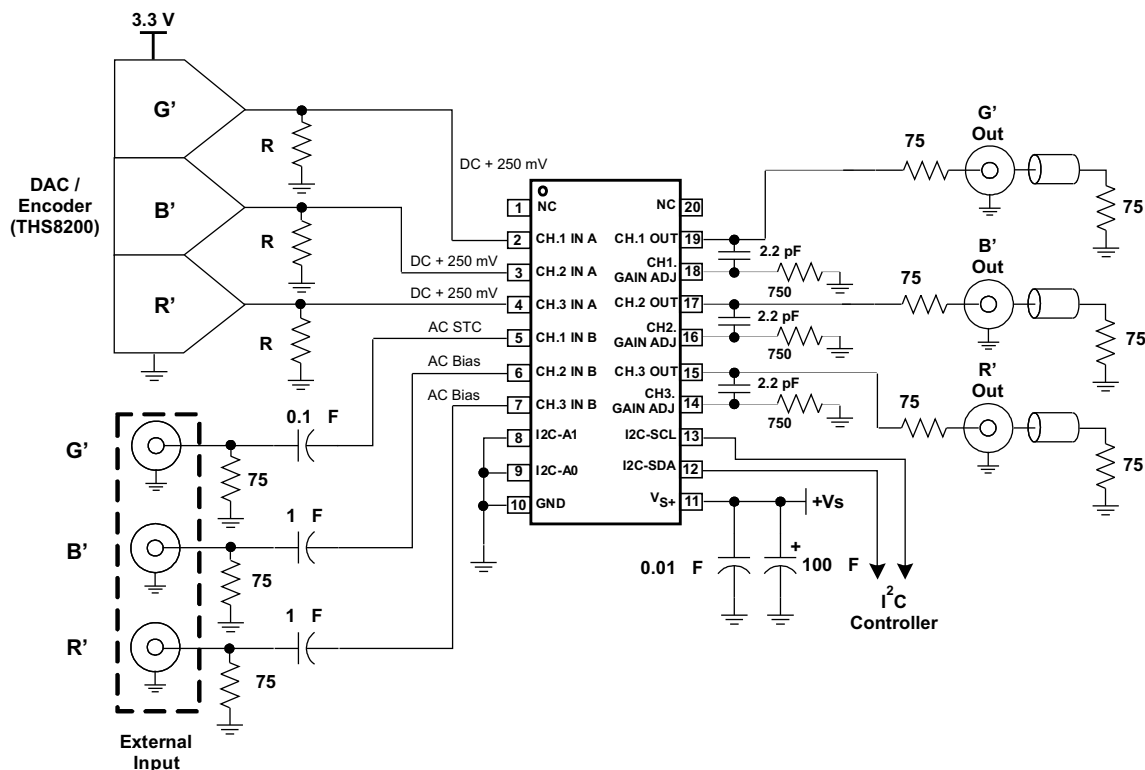 3.3 V
G’
B’
R’
DAC /
Encoder
(THS8200)
R
R
R
DC + 250 mV
DC + 250 mV
DC + 250 mV
AC STC
AC Bias
AC Bias
1 NC
2 CH.1 IN A
3 CH.2 IN A
4 CH.3 IN A
5 CH.1 IN B
6 CH.2 IN B
7 CH.3 IN B
8 I2C-A1
9 I2C-A0
10 GND
NC 20
CH.1 OUT 19
CH1.
GAIN ADJ 18
CH.2 OUT 17
CH2.
GAIN ADJ 16
CH.3 OUT 15
CH3.
GAIN ADJ 14
I2C-SCL 13
I2C-SDA 12
VS+ 11
2.2 pF
750
2.2 pF
750
2.2 pF
750
75
G’
Out
75
75
B’
Out
75
75
R’
Out
75
+Vs
0.01 F
+
100 F
I2C
Controller
G’
75
0.1 F
B’
75
1 F
R’
75
1 F
External
Input